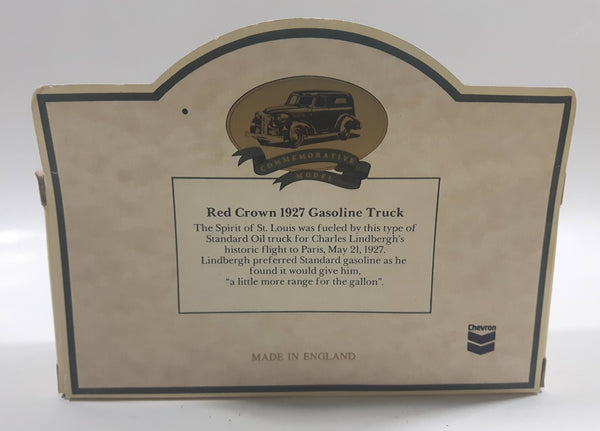 COMMEMORATIVE
MODEL
Red Crown 1927 Gasoline Truck
The Spirit of St. Louis was fueled by this type of
Standard Oil truck for Charles Lindbergh's
historic flight to Paris, May 21, 1927.
Lindbergh preferred Standard gasoline as he
found it would give him,
"a little more range for the gallon".
Chevron
MADE IN ENGLAND